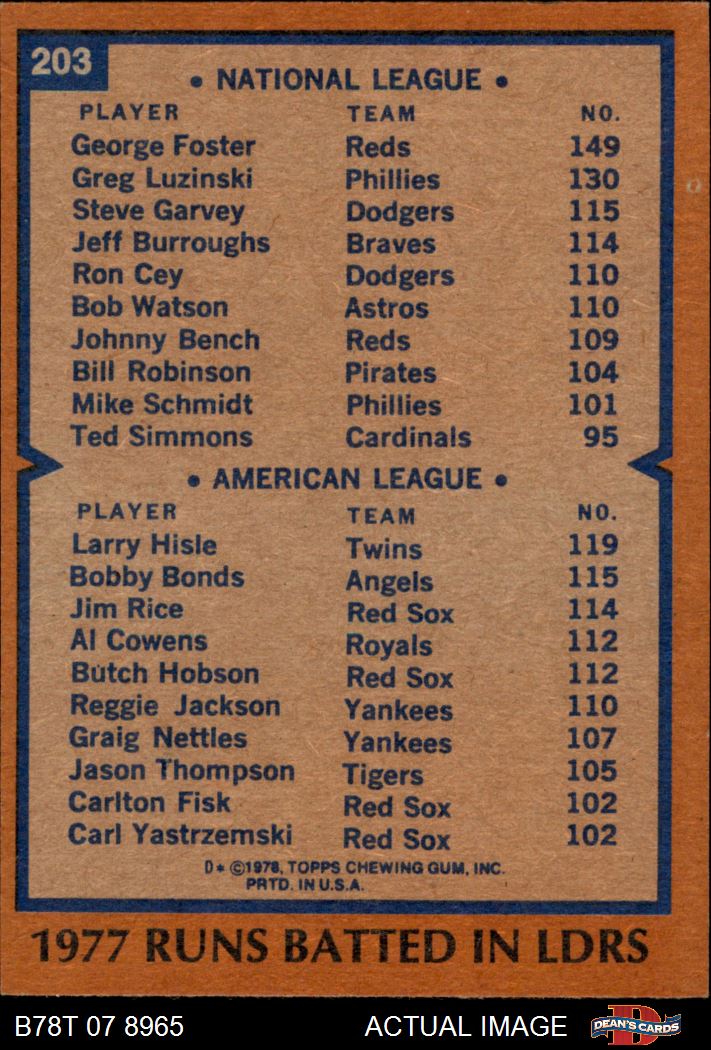 203
• NATIONAL LEAGUE •
PLAYER TEAM NO.
George Foster Reds 149
Greg Luzinski Phillies 130
Steve Garvey Dodgers 115
Jeff Burroughs Braves 114
Ron Cey Dodgers 110
Bob Watson Astros 110
Johnny Bench Reds 109
Bill Robinson Pirates 104
Mike Schmidt Phillies 101
Ted Simmons Cardinals 95
• AMERICAN LEAGUE •
PLAYER TEAM NO.
Larry Hisle Twins 119
Bobby Bonds Angels 115
Jim Rice Red Sox 114
Al Cowens Royals 112
Butch Hobson Red Sox 112
Reggie Jackson Yankees 110
Graig Nettles Yankees 107
Jason Thompson Tigers 105
Carlton Fisk Red Sox 102
Carl Yastrzemski Red Sox 102
D* ©1978, TOPPS CHEWING GUM, INC.
PRTD. IN U.S.A.
1977 RUNS BATTED IN LDRS
B78T 07 8965 ACTUAL IMAGE D DEAN'S CARDS